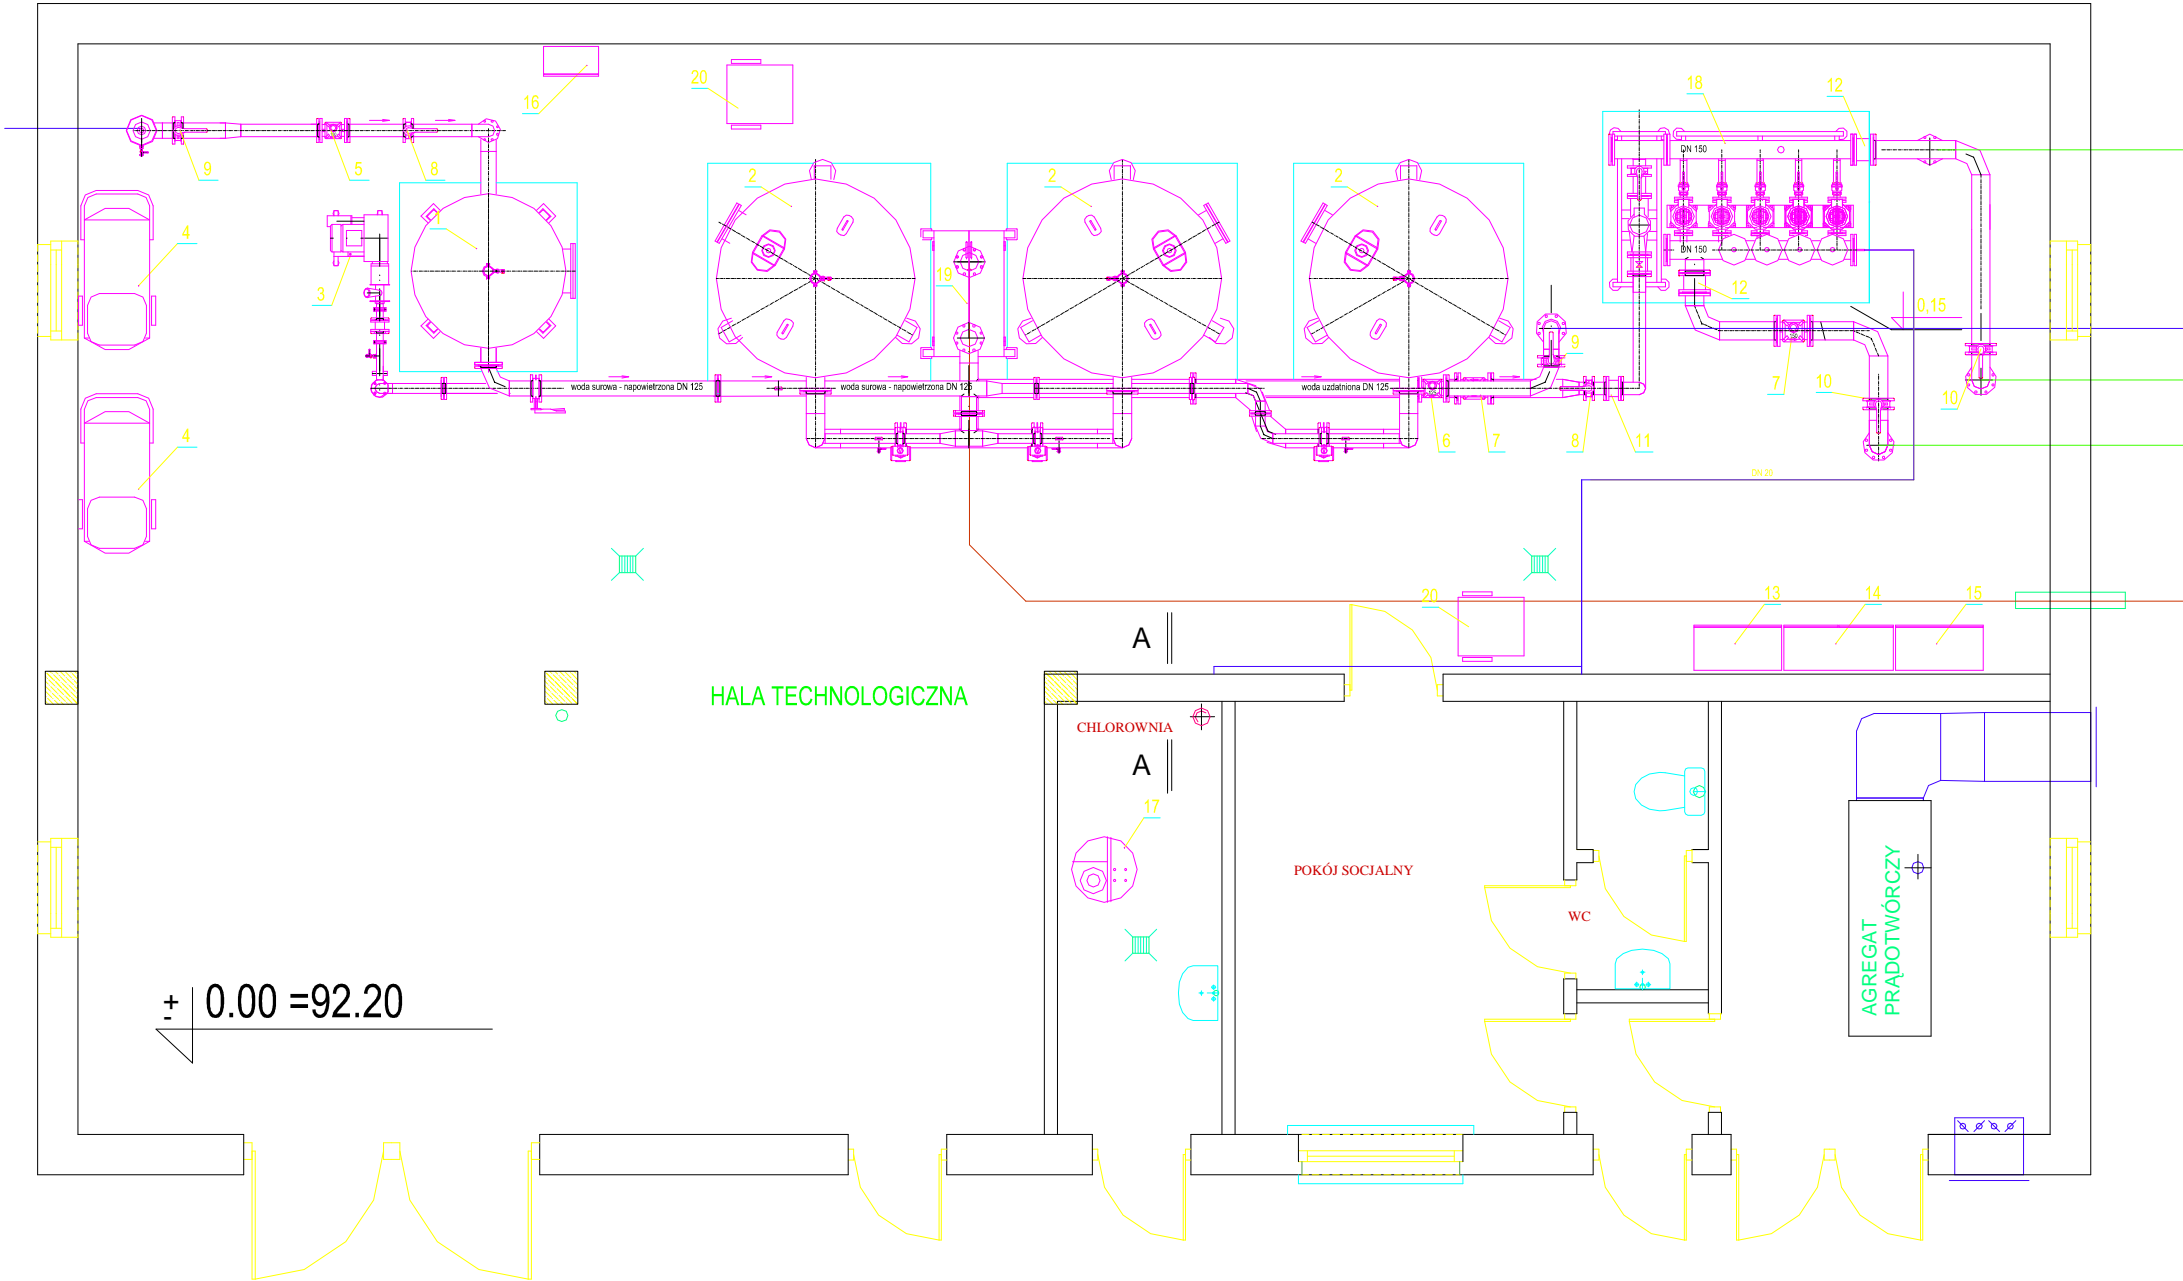 16
20
18
12
9
5
8
1
2
2
2
DN 150
4
3
19
DN 150
12
0,15
9
7
10
10
woda surowa - napowietrzona DN 125
woda surowa - napowietrzona DN 125
woda uzdatniona DN 125
4
6
7
8
11
DN 20
20
13
14
15
A
HALA TECHNOLOGICZNA
CHLOROWNIA
A
17
POKÓJ SOCJALNY
WC
AGREGAT
PRĄDOTWÓRCZY
+
- 0.00 =92.20